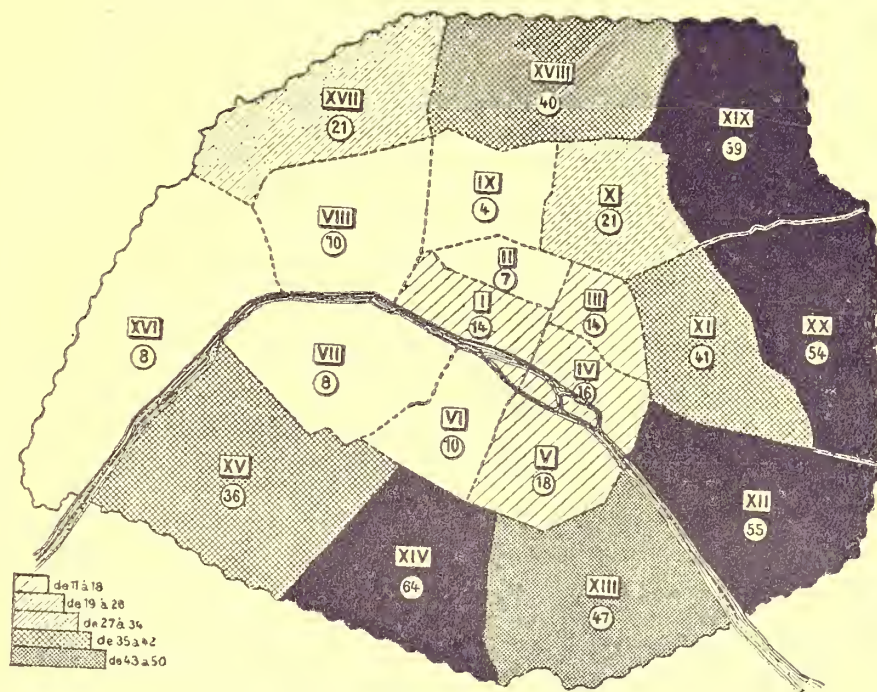 XVII
21
XVIII
40
XIX
39
IX
4
X
21
VIII
10
II
7
I
14
III
14
XI
41
XX
54
XVI
8
VII
8
IV
16
VI
10
V
18
XV
36
XII
55
XIV
64
XIII
47
de 11 à 18
de 19 à 26
de 27 à 34
de 35 à 42
de 43 à 50